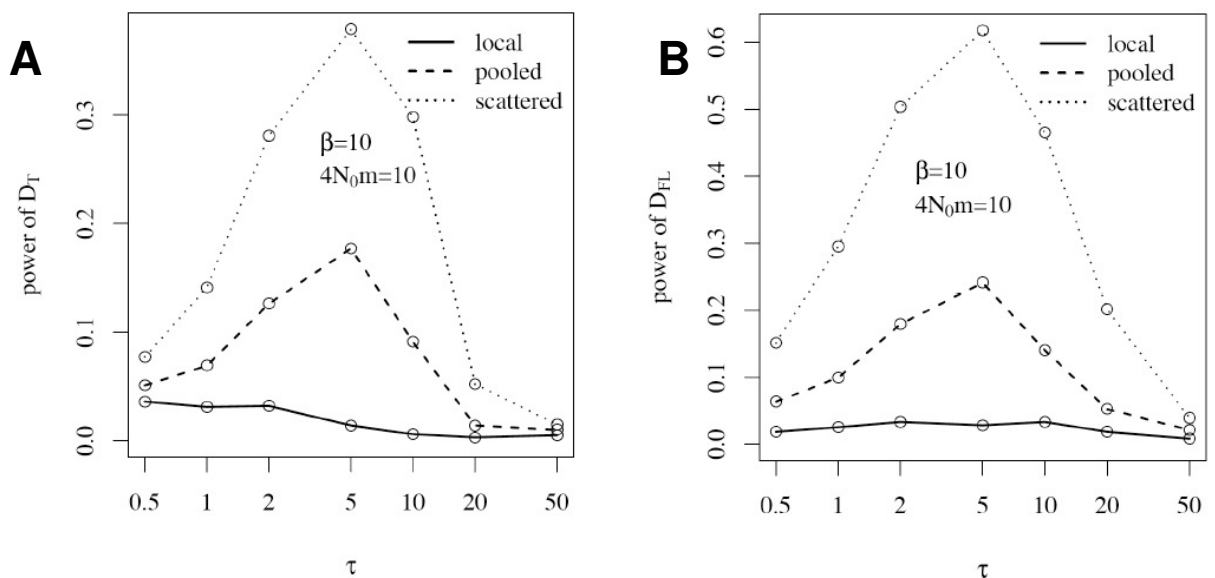 A
power of D_T
0.0
0.1
0.2
0.3
local
pooled
scattered
β=10
4N₀m=10
0.5 1 2 5 10 20 50
τ
B
power of D_FL
0.0
0.1
0.2
0.3
0.4
0.5
0.6
local
pooled
scattered
β=10
4N₀m=10
0.5 1 2 5 10 20 50
τ